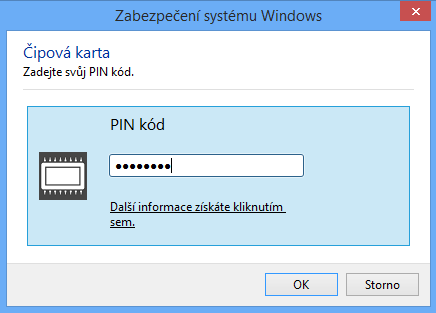 Zabezpečení systému Windows
Čipová karta
Zadejte svůj PIN kód.
PIN kód
●●●●●●●●
Další informace získáte kliknutím
sem.
OK
Storno